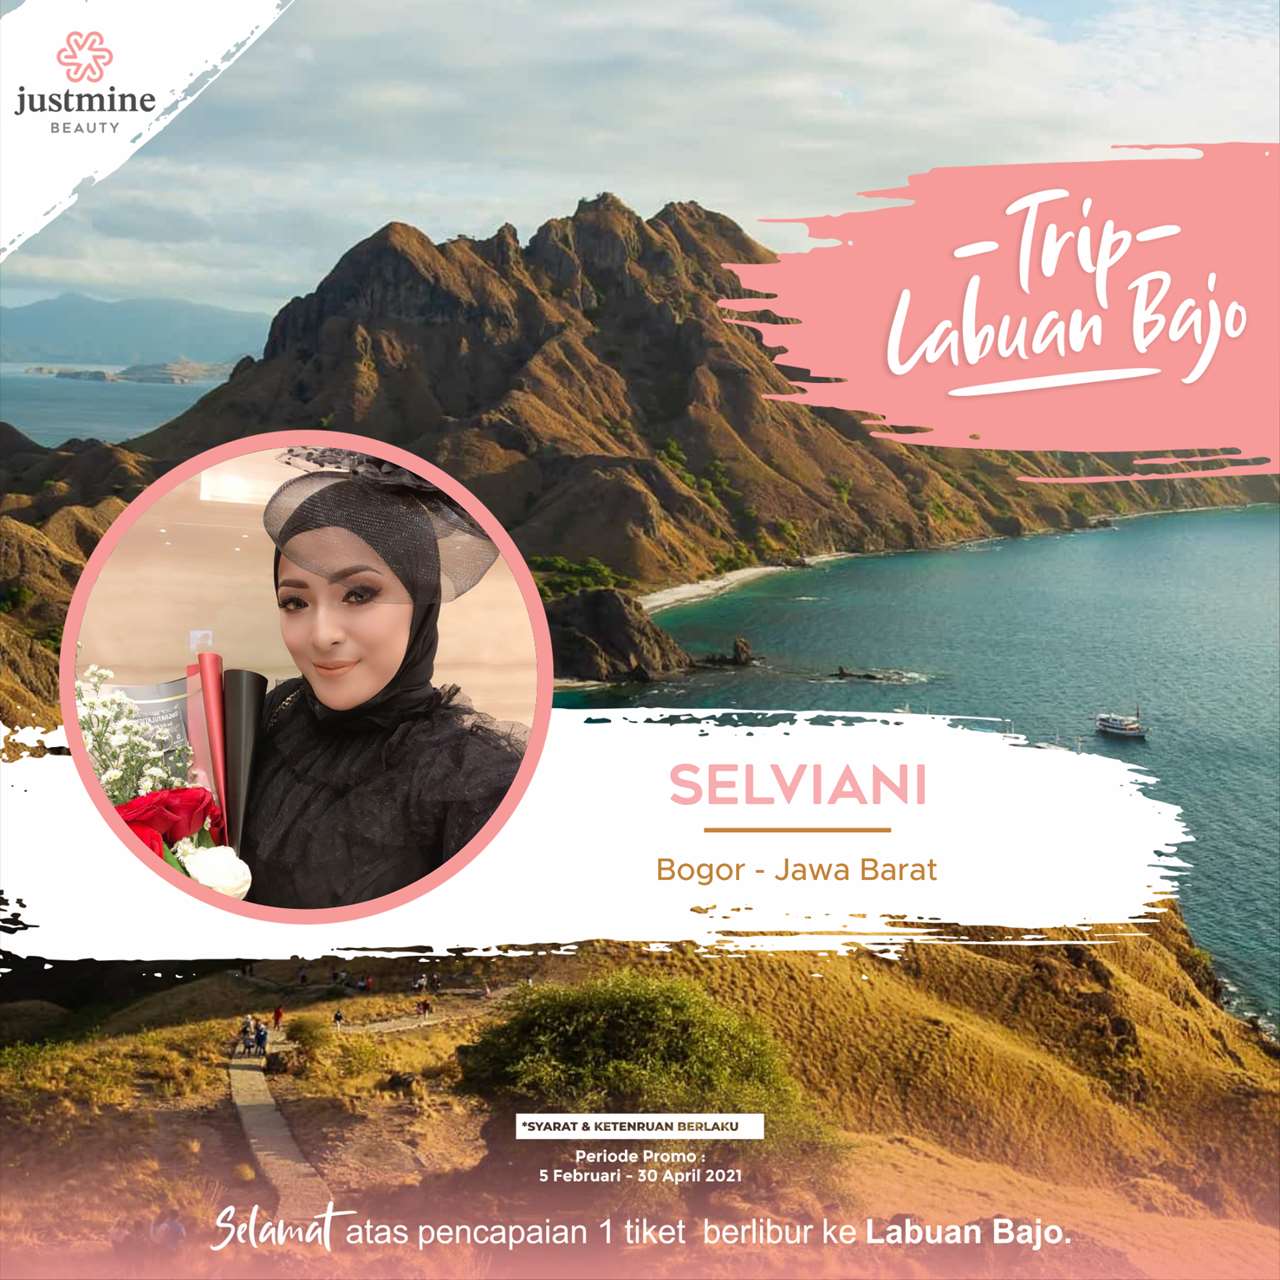 justmine
BEAUTY
-Trip-
Labuan Bajo
SELVIANI
Bogor - Jawa Barat
*SYARAT & KETENRUAN BERLAKU
Periode Promo :
5 Februari - 30 April 2021
Selamat atas pencapaian 1 tiket berlibur ke Labuan Bajo.